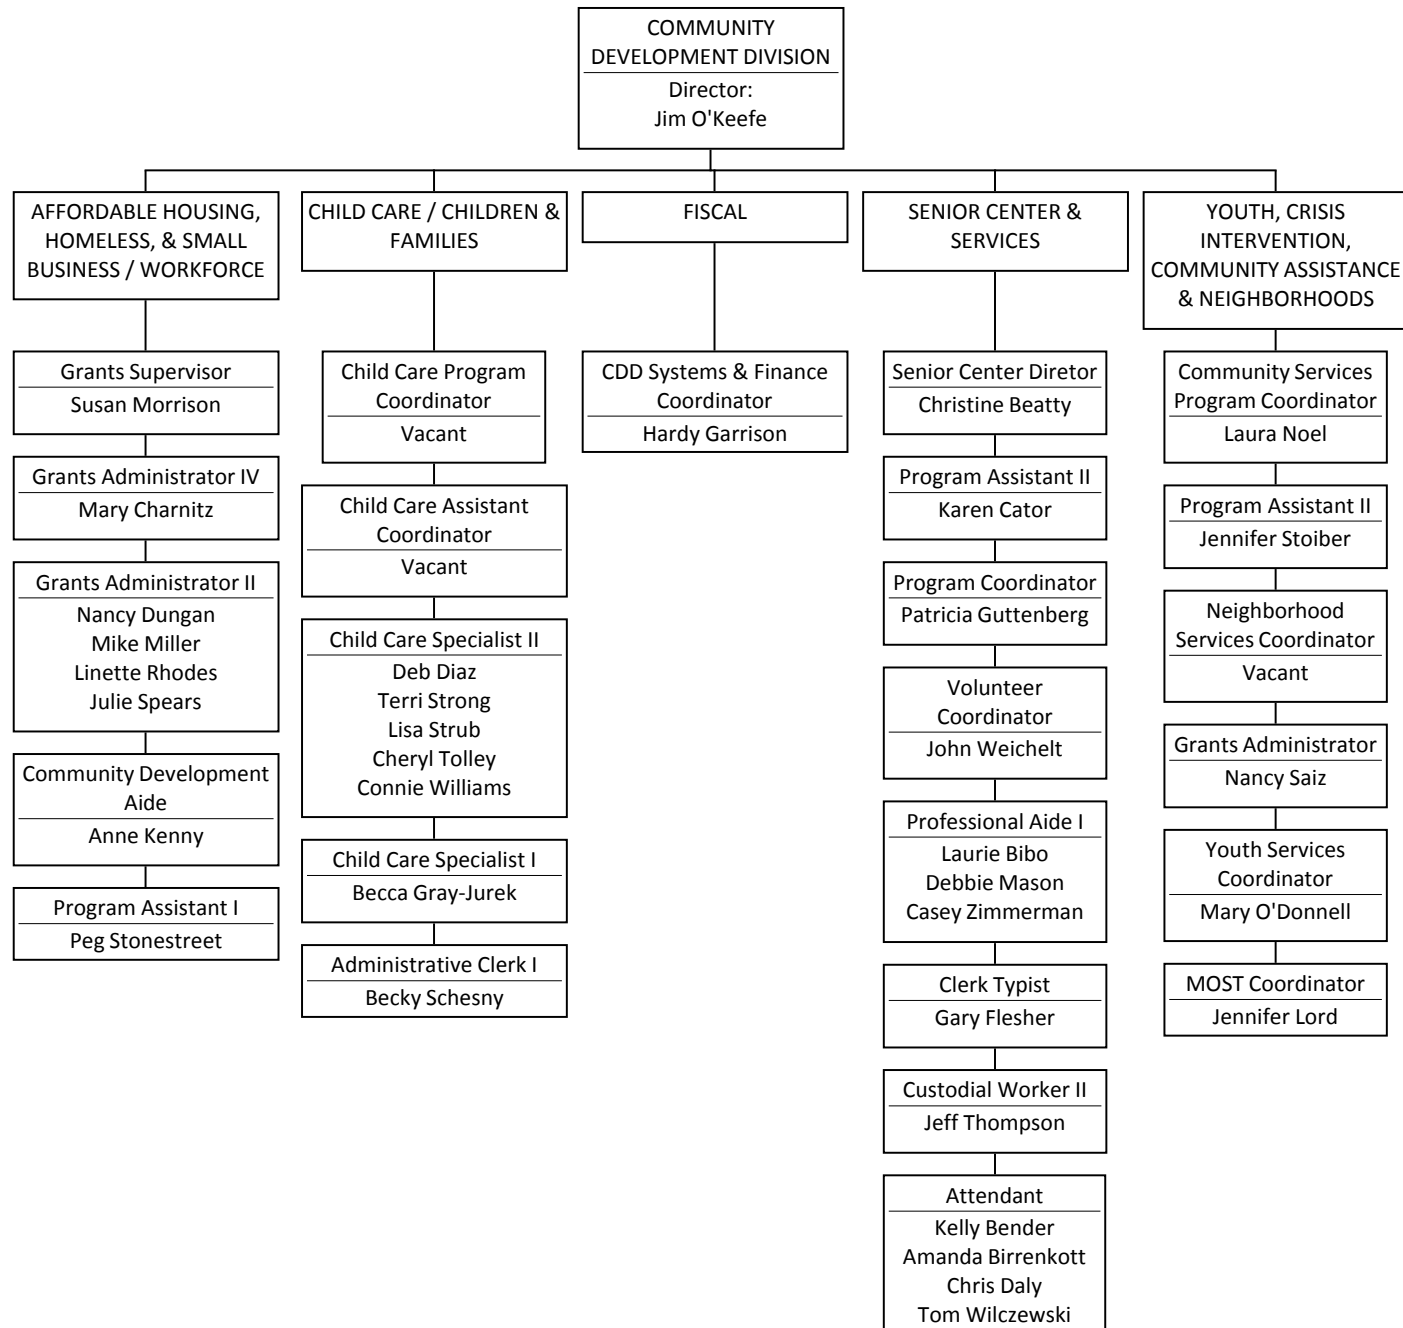 COMMUNITY
DEVELOPMENT DIVISION
Director:
Jim O'Keefe
AFFORDABLE HOUSING,
HOMELESS, & SMALL
BUSINESS / WORKFORCE
Grants Supervisor
Susan Morrison
Grants Administrator IV
Mary Charnitz
Grants Administrator II
Nancy Dungan
Mike Miller
Linette Rhodes
Julie Spears
Community Development
Aide
Anne Kenny
Program Assistant I
Peg Stonestreet
CHILD CARE / CHILDREN &
FAMILIES
Child Care Program
Coordinator
Vacant
Child Care Assistant
Coordinator
Vacant
Child Care Specialist II
Deb Diaz
Terri Strong
Lisa Strub
Cheryl Tolley
Connie Williams
Child Care Specialist I
Becca Gray-Jurek
Administrative Clerk I
Becky Schesny
FISCAL
CDD Systems & Finance
Coordinator
Hardy Garrison
SENIOR CENTER &
SERVICES
Senior Center Diretor
Christine Beatty
Program Assistant II
Karen Cator
Program Coordinator
Patricia Guttenberg
Volunteer
Coordinator
John Weichelt
Professional Aide I
Laurie Bibo
Debbie Mason
Casey Zimmerman
Clerk Typist
Gary Flesher
Custodial Worker II
Jeff Thompson
Attendant
Kelly Bender
Amanda Birrenkott
Chris Daly
Tom Wilczewski
YOUTH, CRISIS
INTERVENTION,
COMMUNITY ASSISTANCE
& NEIGHBORHOODS
Community Services
Program Coordinator
Laura Noel
Program Assistant II
Jennifer Stoiber
Neighborhood
Services Coordinator
Vacant
Grants Administrator
Nancy Saiz
Youth Services
Coordinator
Mary O'Donnell
MOST Coordinator
Jennifer Lord